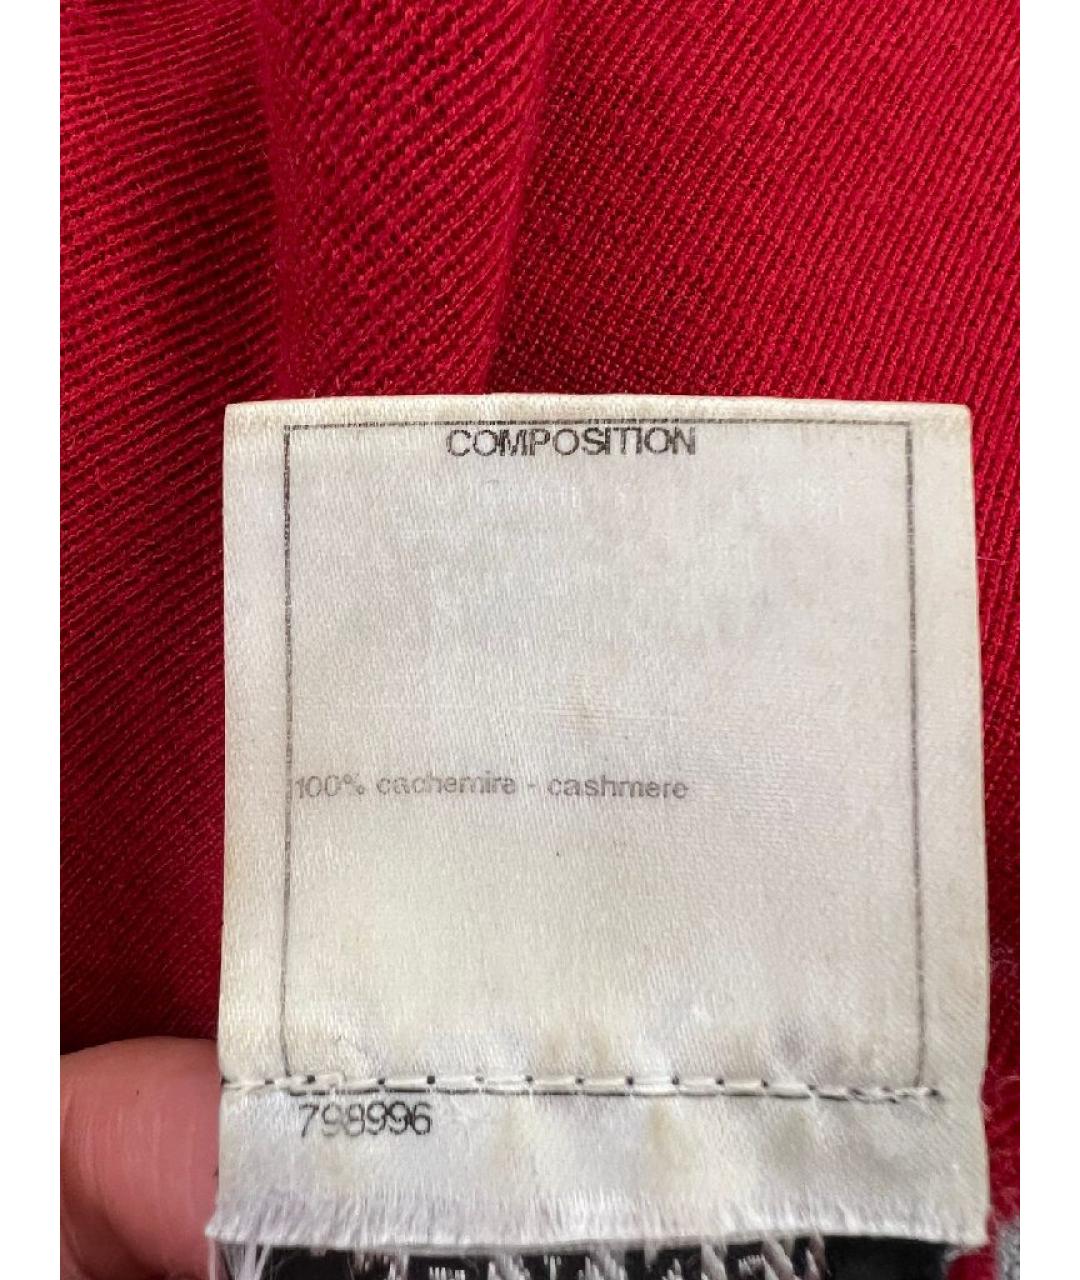 COMPOSITION
100% cachemire - cashmere
798996